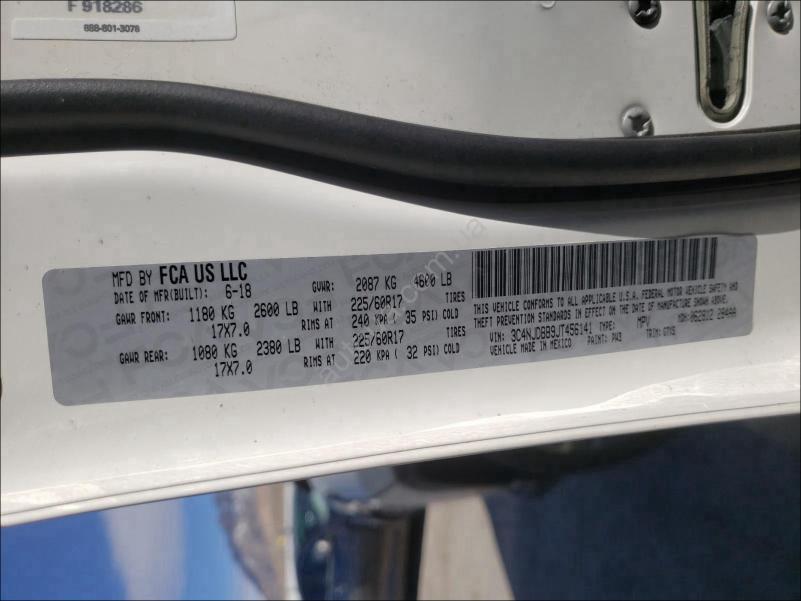 F 918286
888-801-3076
MFD BY FCA US LLC
DATE OF MFR(BUILT): 6-18 GVWR: 2087 KG 4600 LB
GAWR FRONT: 1180 KG 2600 LB WITH 225/60R17 TIRES
17X7.0 RIMS AT 240 KPA ( 35 PSI) COLD
GAWR REAR: 1080 KG 2380 LB WITH 225/60R17 TIRES
17X7.0 RIMS AT 220 KPA ( 32 PSI) COLD
THIS VEHICLE CONFORMS TO ALL APPLICABLE U.S.A. FEDERAL MOTOR VEHICLE SAFETY AND
THEFT PREVENTION STANDARDS IN EFFECT ON THE DATE OF MANUFACTURE SHOWN ABOVE.
VIN: 3C4NJDBB9JT456141 TYPE: MPV MDH: 062812 284AA
VEHICLE MADE IN MEXICO PAINT: PW3 TRIM: